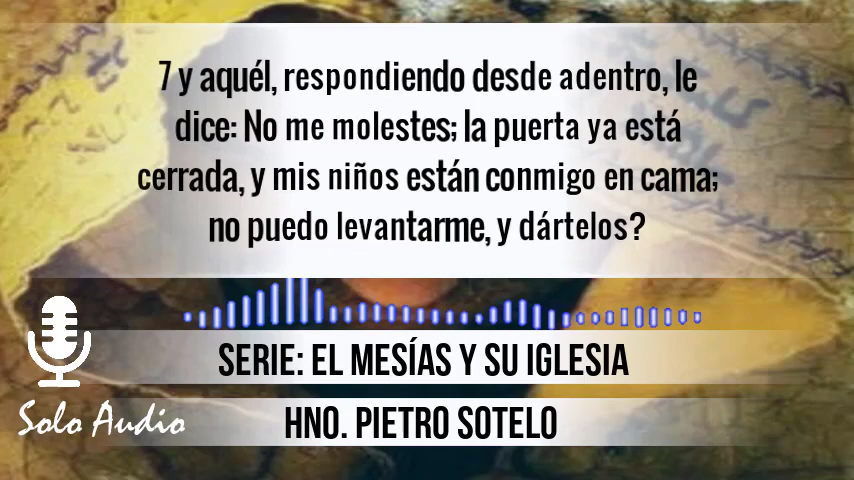 7 y aquél, respondiendo desde adentro, le
dice: No me molestes; la puerta ya está
cerrada, y mis niños están conmigo en cama;
no puedo levantarme, y dártelos?
SERIE: EL MESÍAS Y SU IGLESIA
Solo Audio
HNO. PIETRO SOTELO